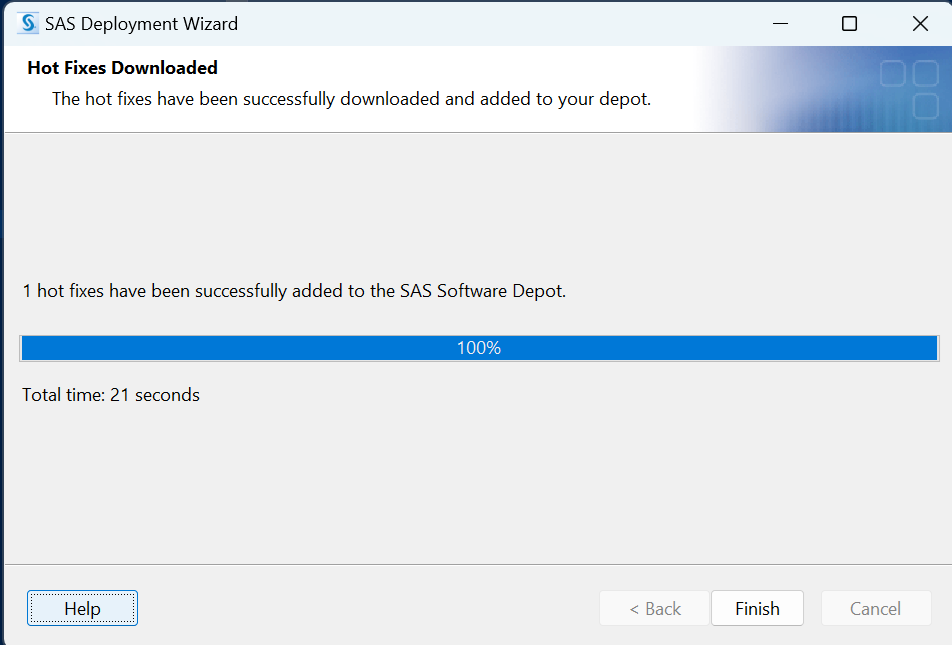 SAS Deployment Wizard
Hot Fixes Downloaded
The hot fixes have been successfully downloaded and added to your depot.
1 hot fixes have been successfully added to the SAS Software Depot.
100%
Total time: 21 seconds
Help
< Back
Finish
Cancel